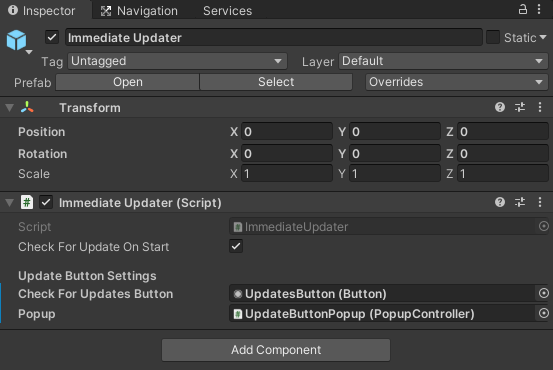 Inspector Navigation Services
Immediate Updater Static
Tag Untagged Layer Default
Prefab Open Select Overrides
Transform
Position X 0 Y 0 Z 0
Rotation X 0 Y 0 Z 0
Scale X 1 Y 1 Z 1
# Immediate Updater (Script)
Script # ImmediateUpdater
Check For Update On Start
Update Button Settings
Check For Updates Button UpdatesButton (Button)
Popup # UpdateButtonPopup (PopupController)
Add Component